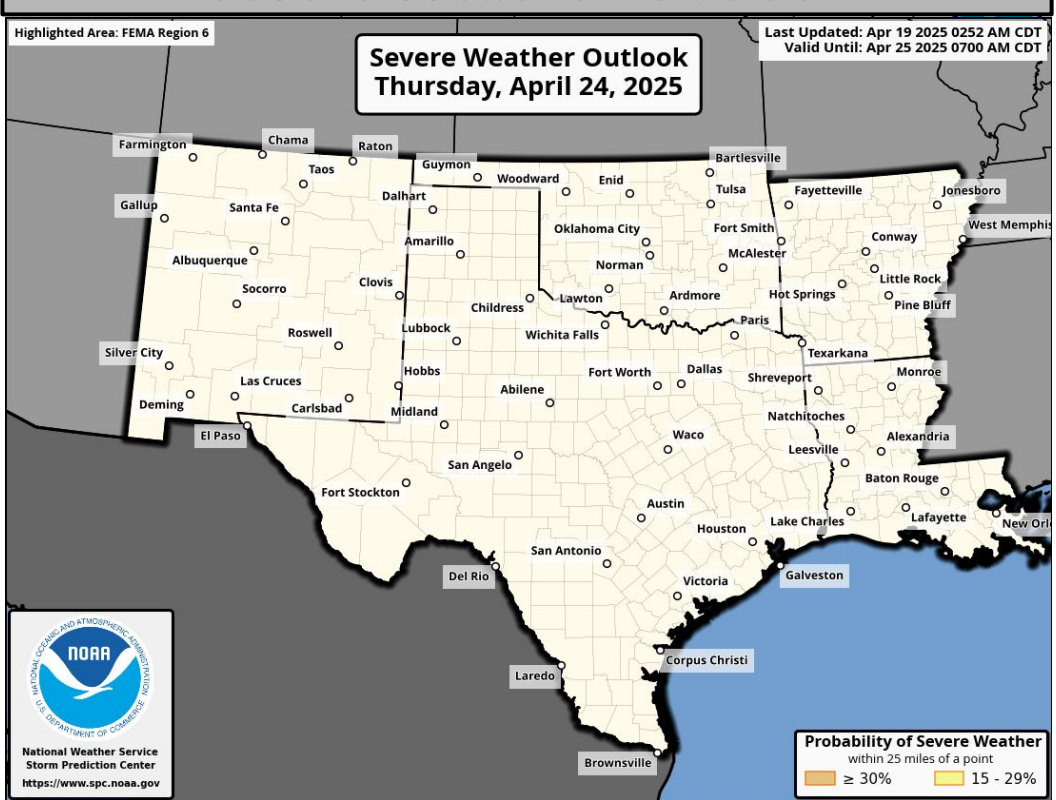 Highlighted Area: FEMA Region 6
Severe Weather Outlook
Thursday, April 24, 2025
Last Updated: Apr 19 2025 0252 AM CDT
Valid Until: Apr 25 2025 0700 AM CDT
Farmington
Chama
Raton
Taos
Guymon
Woodward
Enid
Bartlesville
Tulsa
Fayetteville
Jonesboro
Gallup
Santa Fe
Dalhart
Oklahoma City
Fort Smith
Conway
West Memphis
Albuquerque
Amarillo
Norman
McAlester
Little Rock
Socorro
Clovis
Childress
Lawton
Ardmore
Hot Springs
Pine Bluff
Roswell
Lubbock
Wichita Falls
Paris
Texarkana
Silver City
Las Cruces
Hobbs
Abilene
Fort Worth
Dallas
Shreveport
Monroe
Deming
Carlsbad
Midland
Natchitoches
El Paso
Waco
Leesville
Alexandria
San Angelo
Baton Rouge
Fort Stockton
Austin
Houston
Lake Charles
Lafayette
New Orl
San Antonio
Del Rio
Victoria
Galveston
Laredo
Corpus Christi
Brownsville
NATIONAL OCEANIC AND ATMOSPHERIC ADMINISTRATION
NOAA
U.S. DEPARTMENT OF COMMERCE
National Weather Service
Storm Prediction Center
https://www.spc.noaa.gov
Probability of Severe Weather
within 25 miles of a point
≥ 30%
15 - 29%